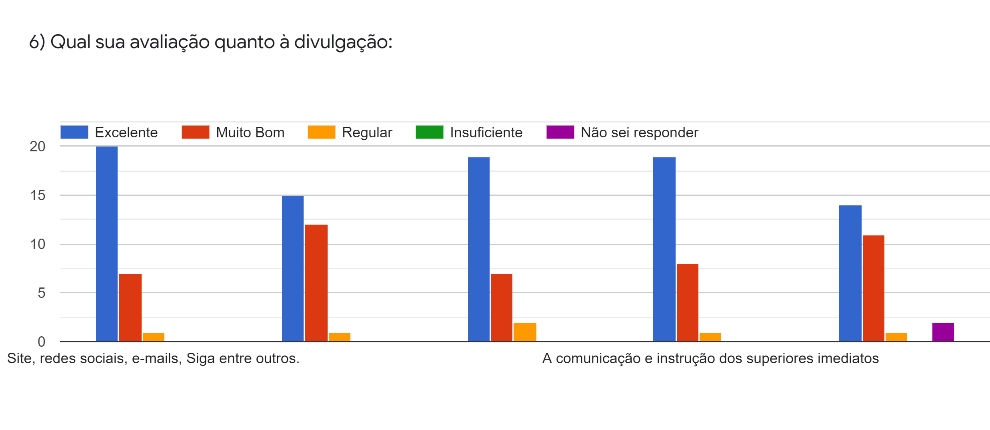 6) Qual sua avaliação quanto à divulgação:
Excelente Muito Bom Regular Insuficiente Não sei responder
20
15
10
5
0
Site, redes sociais, e-mails, Siga entre outros. A comunicação e instrução dos superiores imediatos